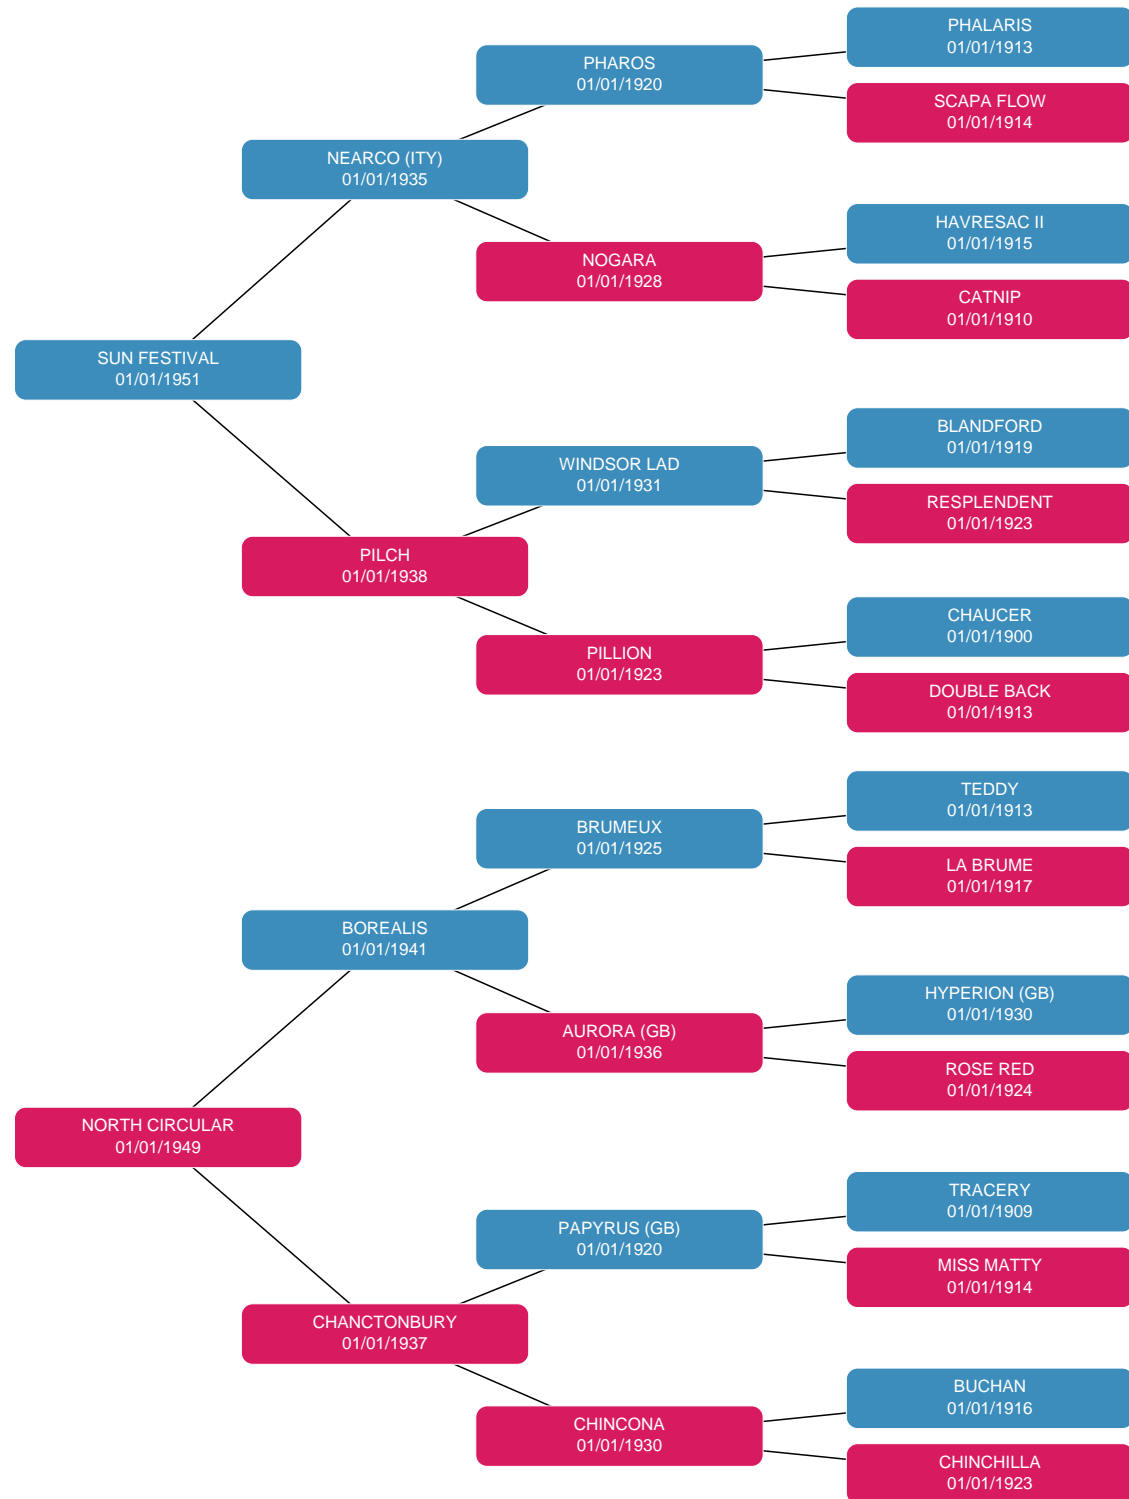 PHALARIS
01/01/1913
PHAROS
01/01/1920
SCAPA FLOW
01/01/1914
NEARCO (ITY)
01/01/1935
HAVRESAC II
01/01/1915
NOGARA
01/01/1928
CATNIP
01/01/1910
SUN FESTIVAL
01/01/1951
BLANDFORD
01/01/1919
WINDSOR LAD
01/01/1931
RESPLENDENT
01/01/1923
PILCH
01/01/1938
CHAUCER
01/01/1900
PILLION
01/01/1923
DOUBLE BACK
01/01/1913
TEDDY
01/01/1913
BRUMEUX
01/01/1925
LA BRUME
01/01/1917
BOREALIS
01/01/1941
HYPERION (GB)
01/01/1930
AURORA (GB)
01/01/1936
ROSE RED
01/01/1924
NORTH CIRCULAR
01/01/1949
TRACERY
01/01/1909
PAPYRUS (GB)
01/01/1920
MISS MATTY
01/01/1914
CHANCTONBURY
01/01/1937
BUCHAN
01/01/1916
CHINCONA
01/01/1930
CHINCHILLA
01/01/1923